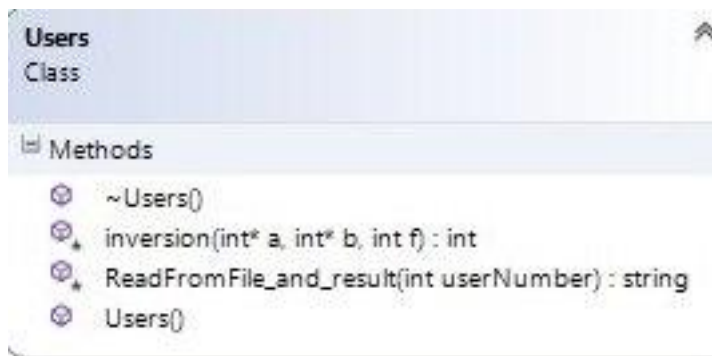 Users
Class
Methods
~Users()
inversion(int* a, int* b, int f) : int
ReadFromFile_and_result(int userNumber) : string
Users()